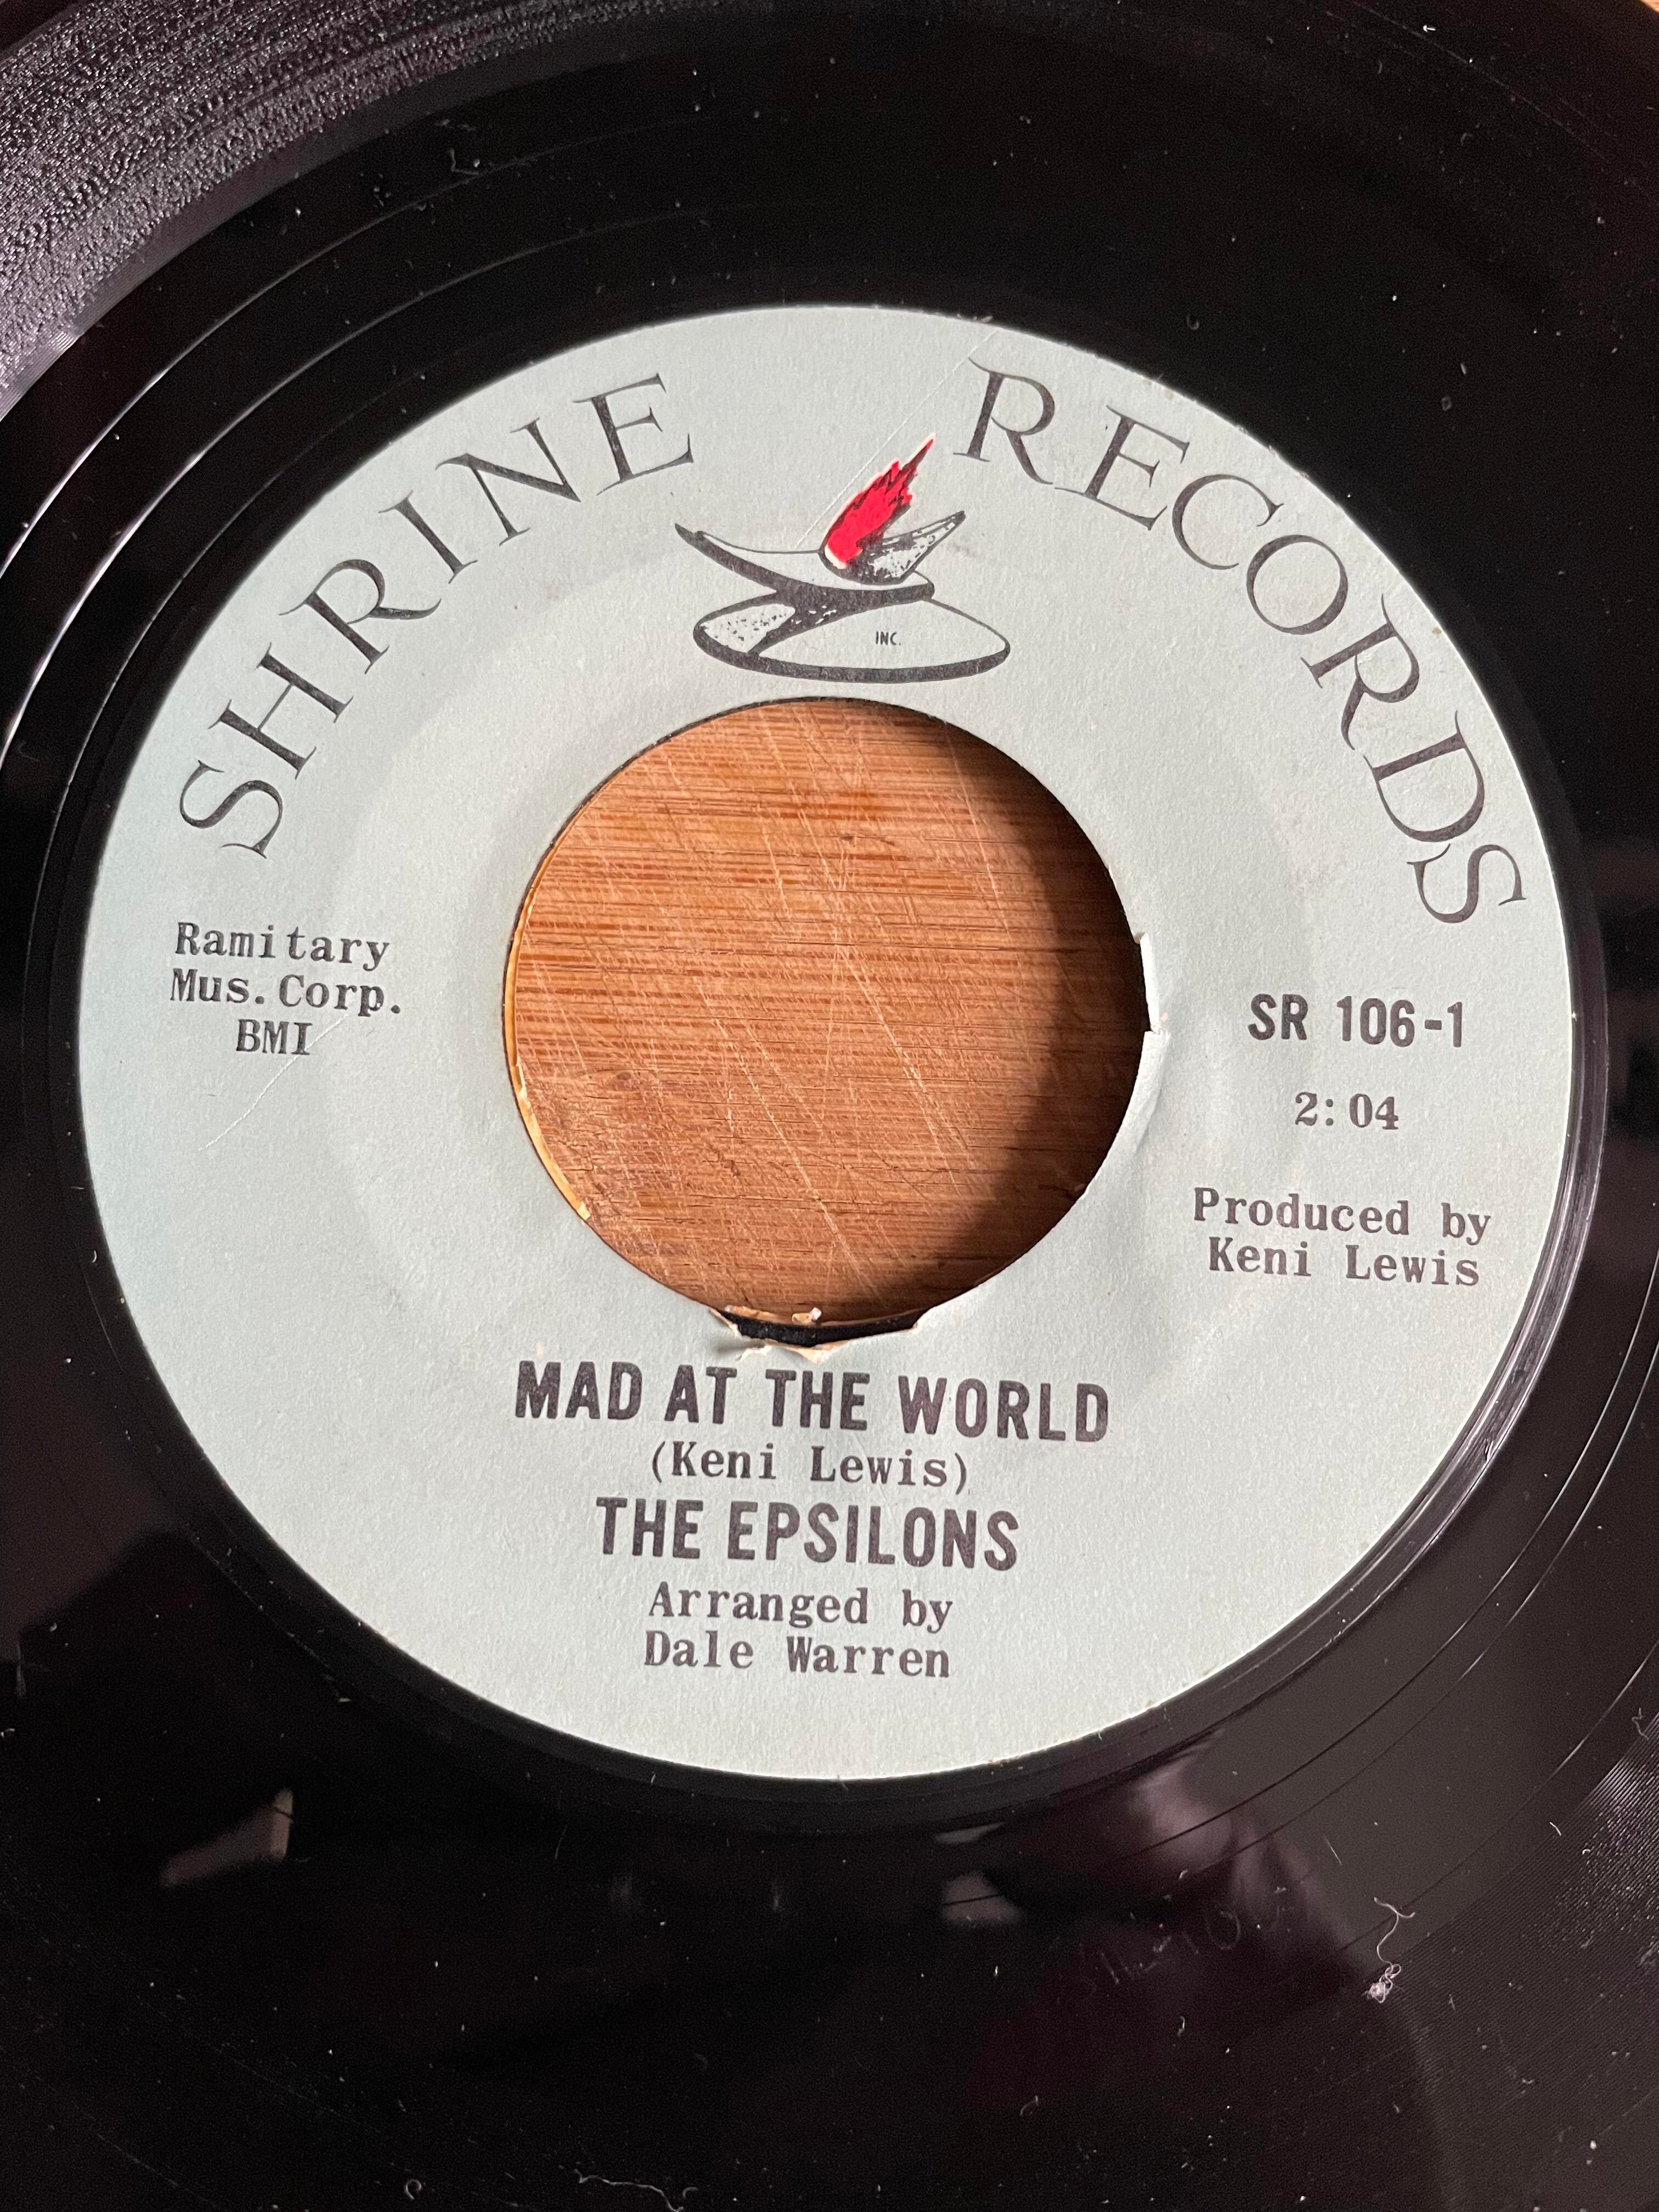 SHRINE RECORDS
INC.
Ramitary
Mus. Corp.
BMI
SR 106-1
2:04
Produced by
Keni Lewis
MAD AT THE WORLD
(Keni Lewis)
THE EPSILONS
Arranged by
Dale Warren